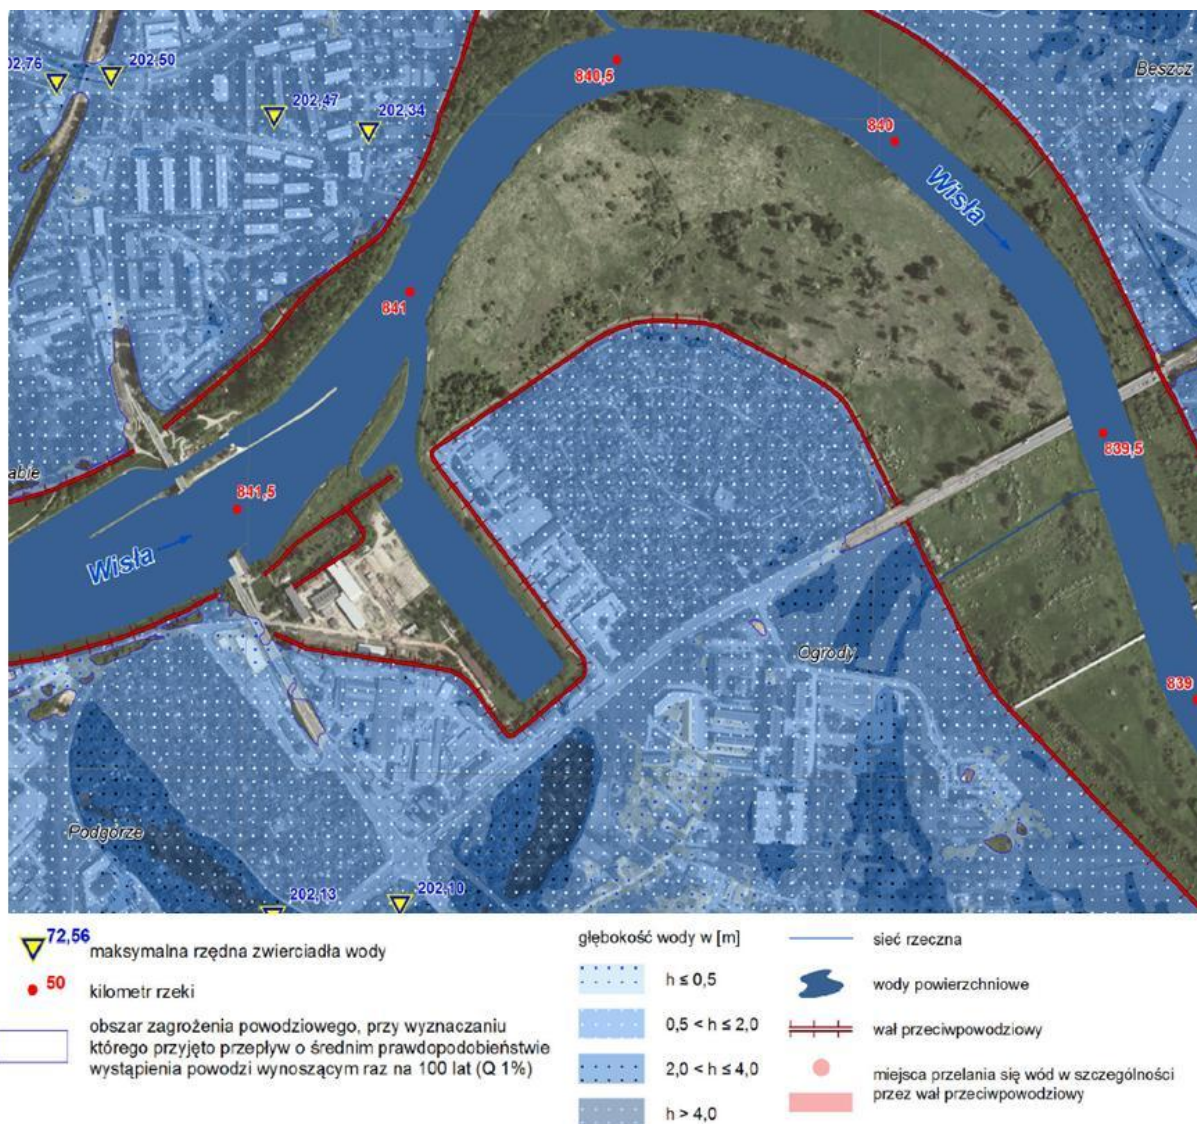 202,50
202,47
202,34
840,5
840
Beszcz
Wisła
841
839,5
841,5
Wisła
Ogrody
839
Podgórze
202,13
202,10
72,56
maksymalna rzędna zwierciadła wody
50
kilometr rzeki
obszar zagrożenia powodziowego, przy wyznaczaniu
którego przyjęto przepływ o średnim prawdopodobieństwie
wystąpienia powodzi wynoszącym raz na 100 lat (Q 1%)
głębokość wody w [m]
h ≤ 0,5
0,5 < h ≤ 2,0
2,0 < h ≤ 4,0
h > 4,0
sieć rzeczna
wody powierzchniowe
wał przeciwpowodziowy
miejsca przelania się wód w szczególności
przez wał przeciwpowodziowy